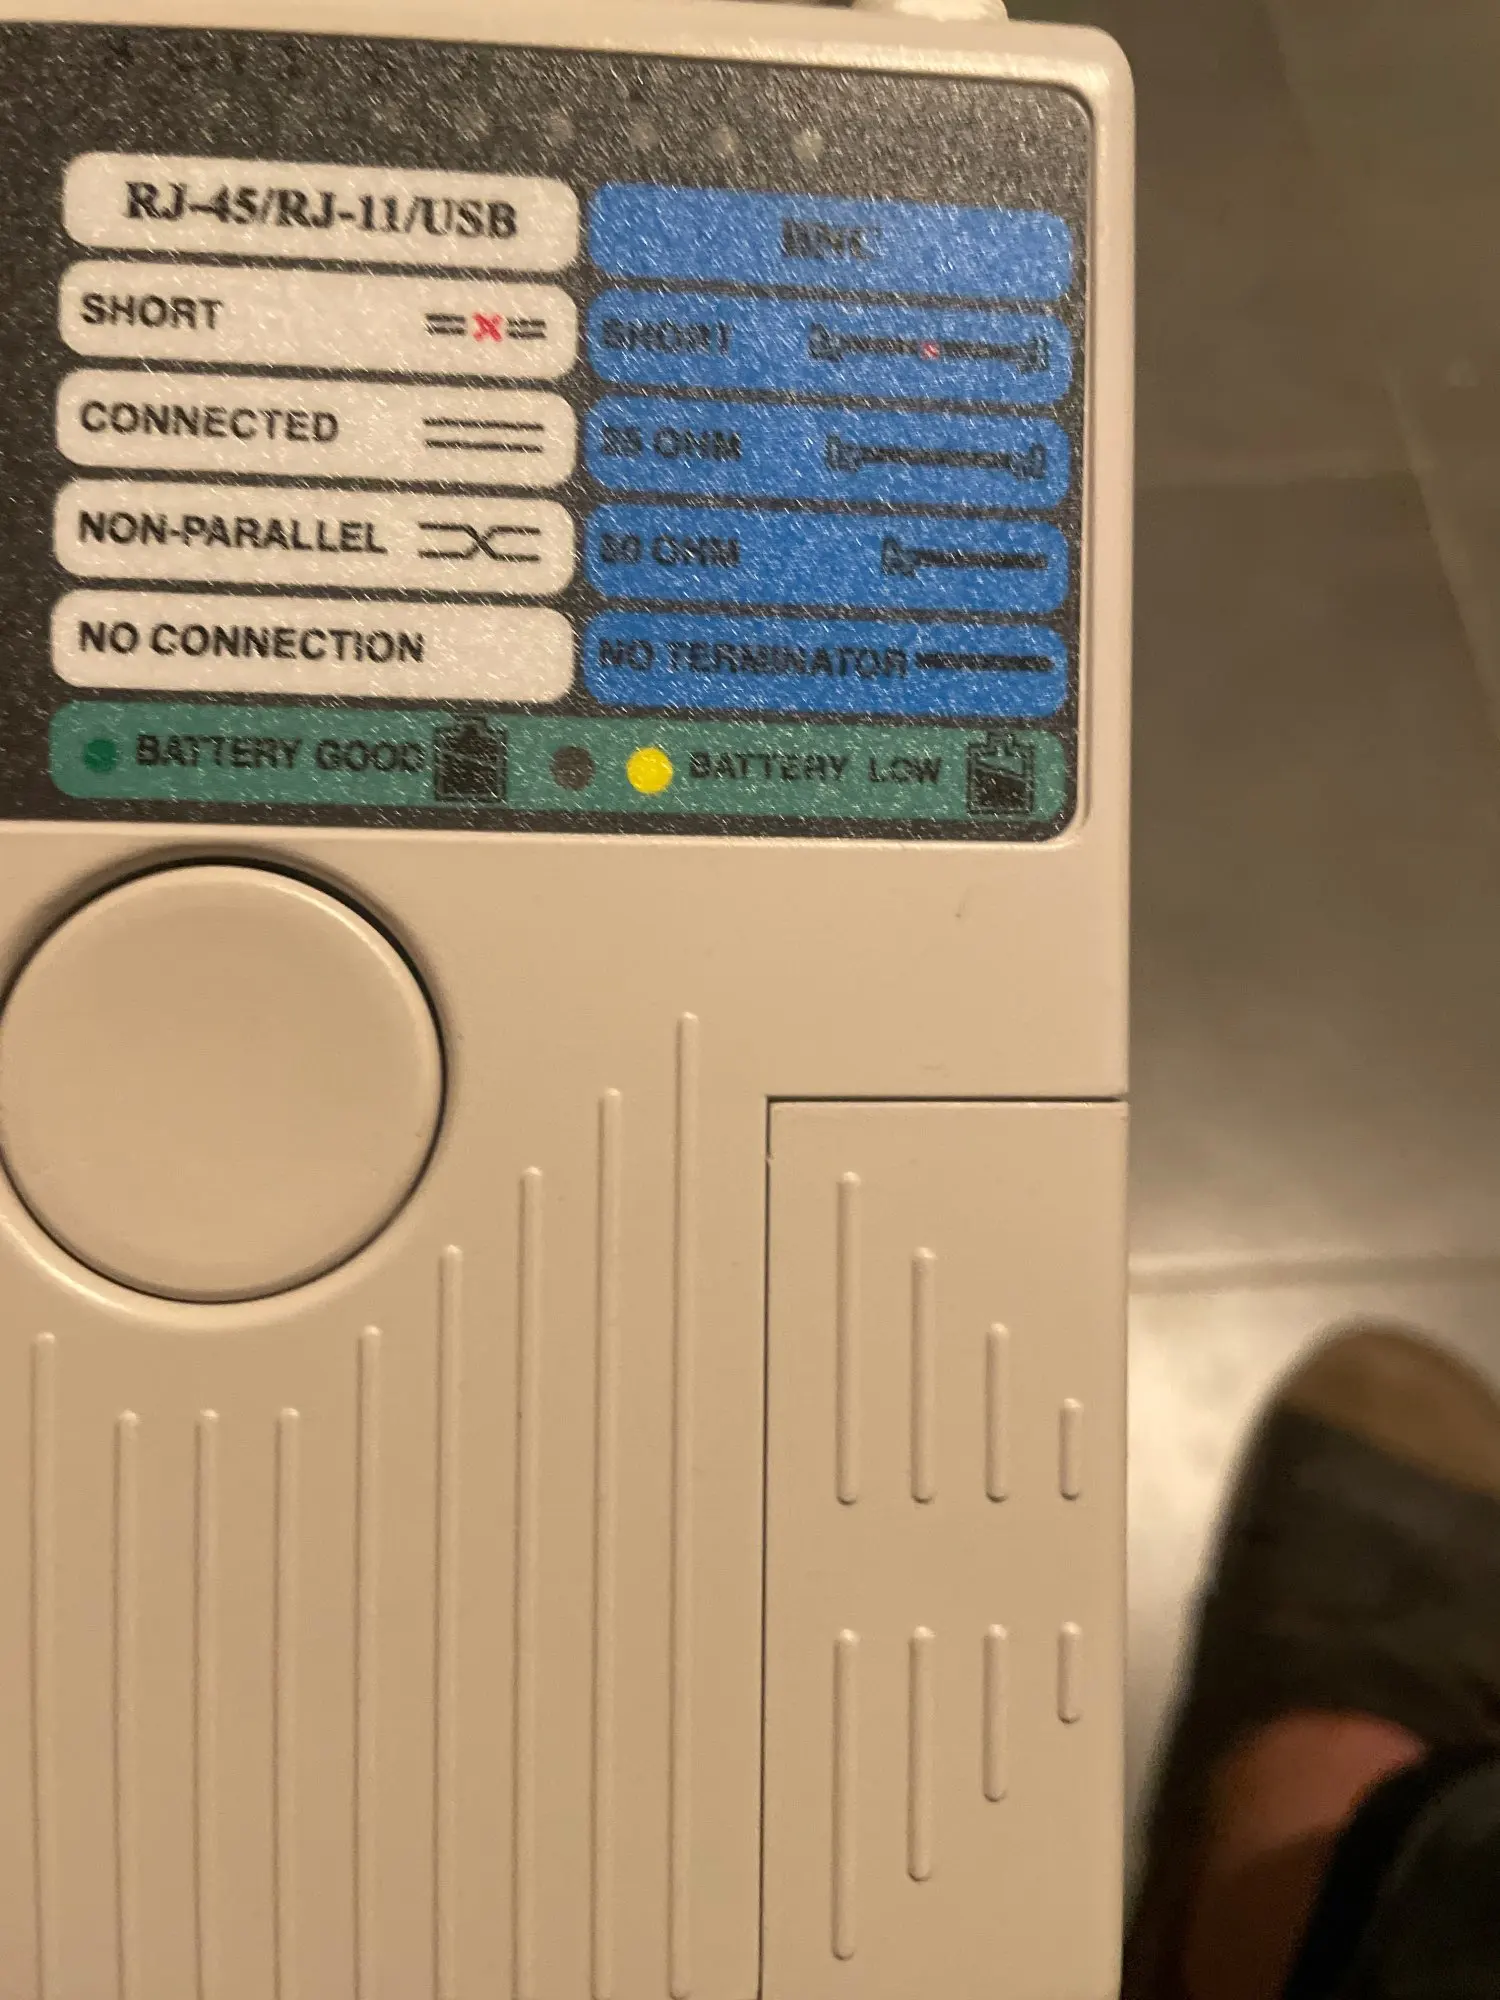 RJ-45/RJ-11/USB
SHORT
CONNECTED
NON-PARALLEL
NO CONNECTION
BNC
SHORT
25 OHM
50 OHM
NO TERMINATOR
BATTERY GOOD
BATTERY LOW